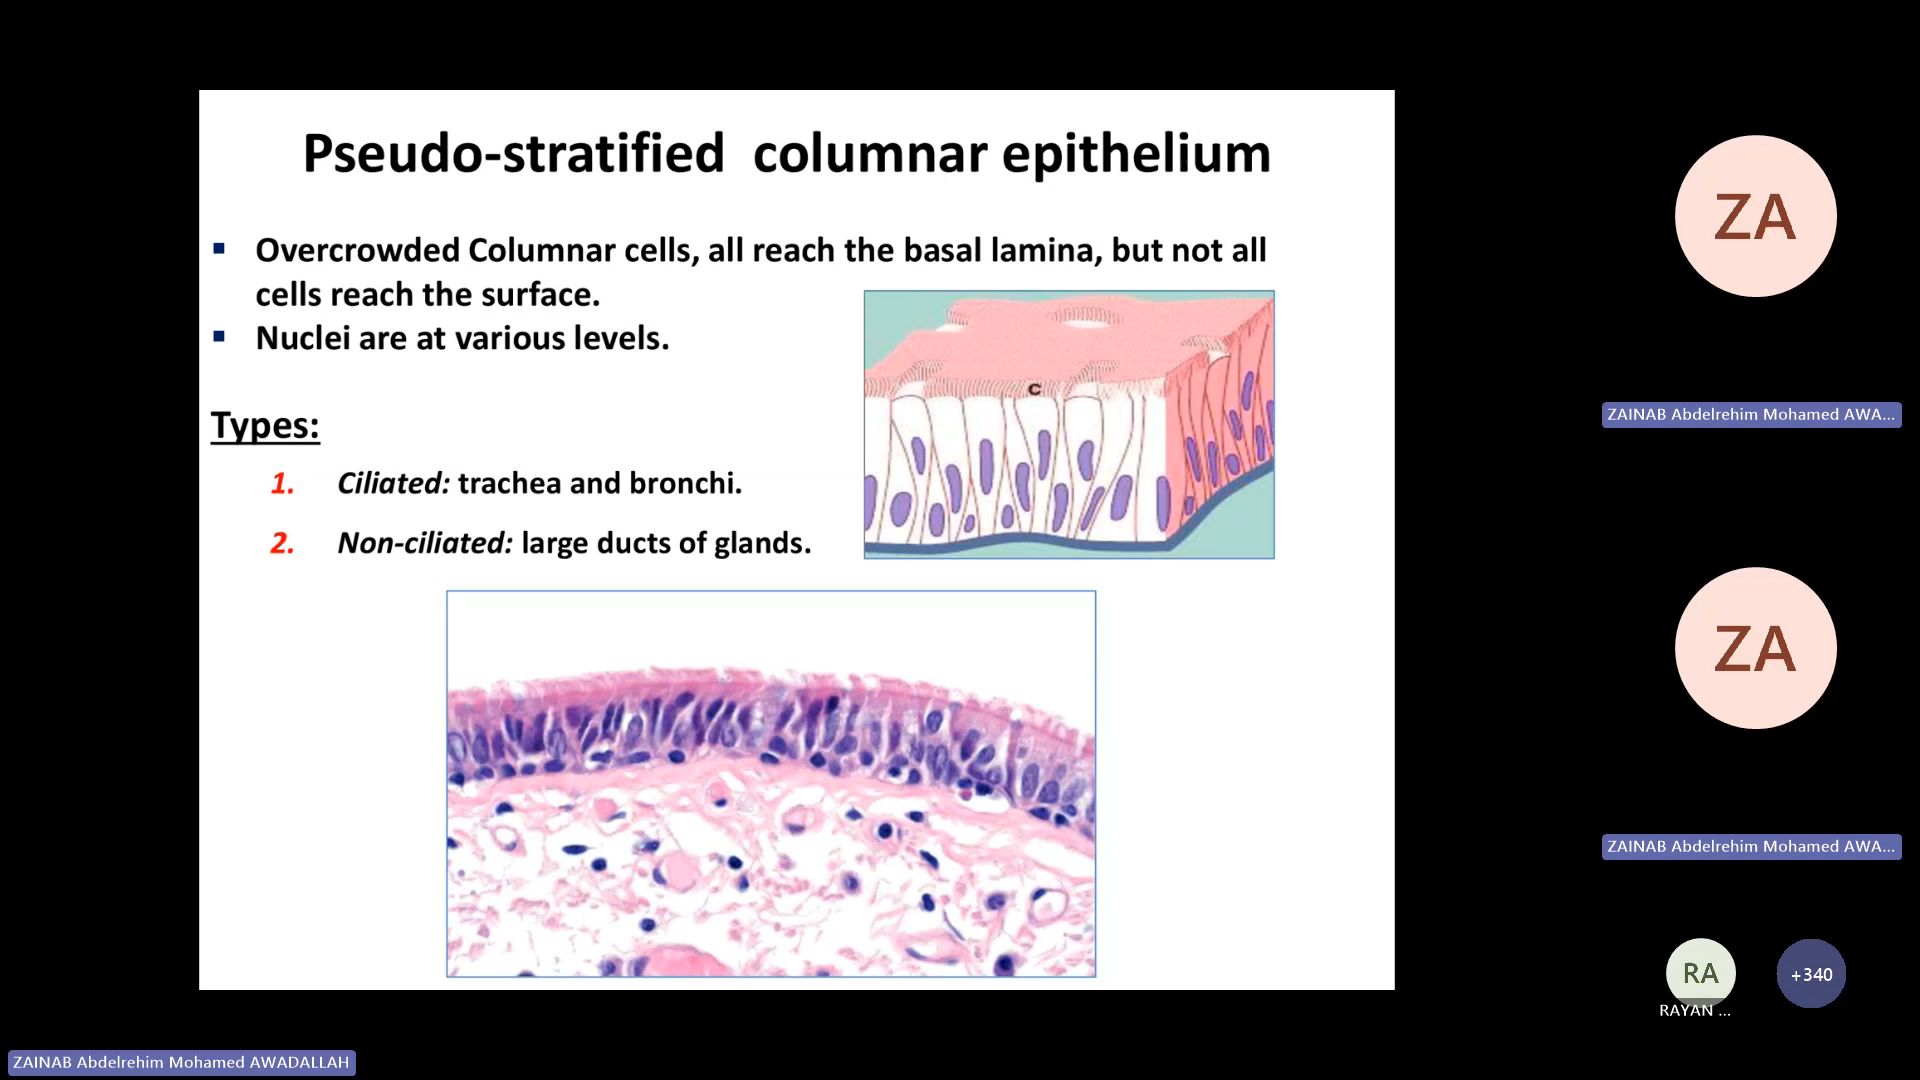 Pseudo-stratified columnar epithelium
▪ Overcrowded Columnar cells, all reach the basal lamina, but not all
cells reach the surface.
▪ Nuclei are at various levels.
C
Types:
1. Ciliated: trachea and bronchi.
2. Non-ciliated: large ducts of glands.
ZA
ZAINAB Abdelrehim Mohamed AWA...
ZA
ZAINAB Abdelrehim Mohamed AWA...
RA
+340
RAYAN ...
ZAINAB Abdelrehim Mohamed AWADALLAH